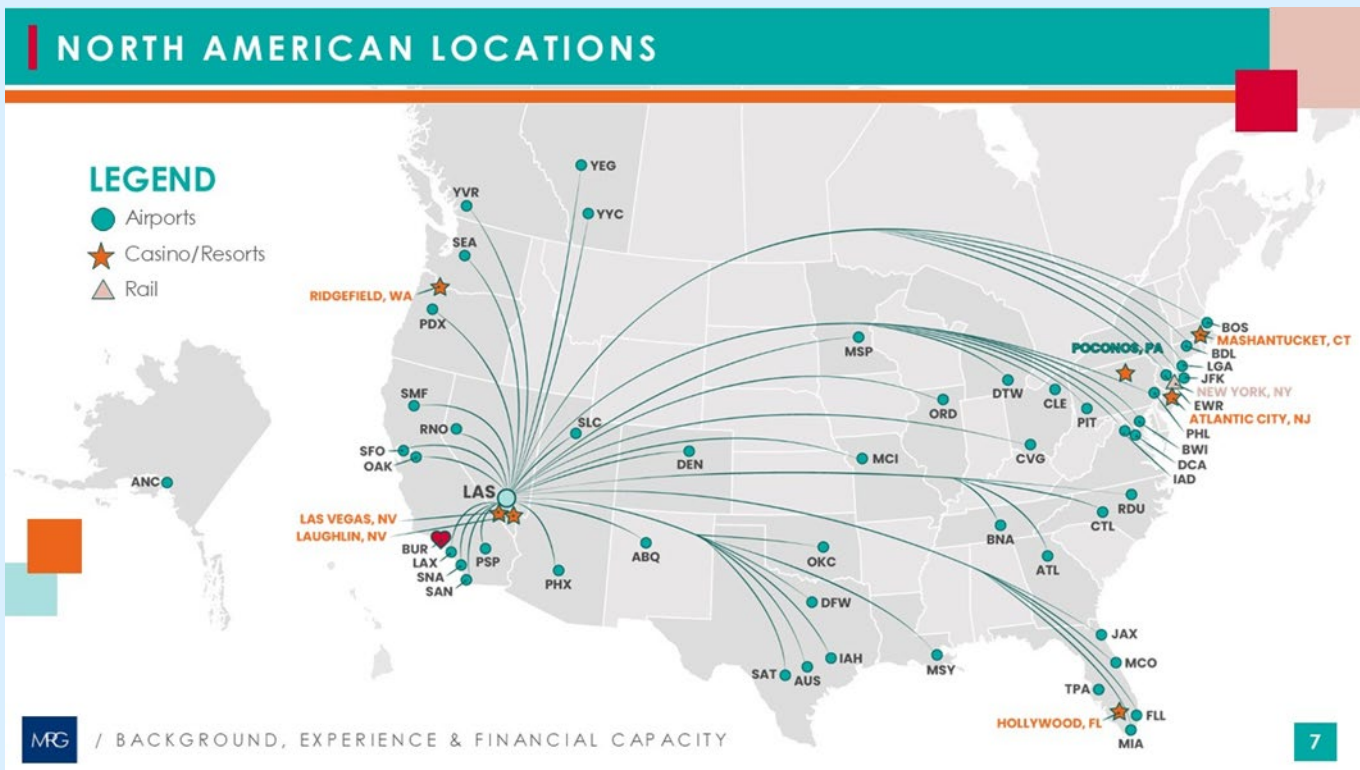 NORTH AMERICAN LOCATIONS
LEGEND
Airports
Casino/Resorts
Rail
YEG
YVR
YYC
SEA
RIDGEFIELD, WA
PDX
BOS
MASHANTUCKET, CT
MSP
POCONOS, PA
BDL
LGA
JFK
NEW YORK, NY
DTW
CLE
EWR
SMF
ORD
ATLANTIC CITY, NJ
PIT
RNO
SLC
PHL
SFO
OAK
DEN
MCI
CVG
BWI
DCA
IAD
ANC
LAS
RDU
CTL
LAS VEGAS, NV
LAUGHLIN, NV
BNA
BUR
LAX
PSP
ABQ
OKC
ATL
SNA
PHX
SAN
DFW
JAX
IAH
MSY
MCO
SAT
AUS
TPA
HOLLYWOOD, FL
FLL
MIA
MRG
/ BACKGROUND, EXPERIENCE & FINANCIAL CAPACITY
7